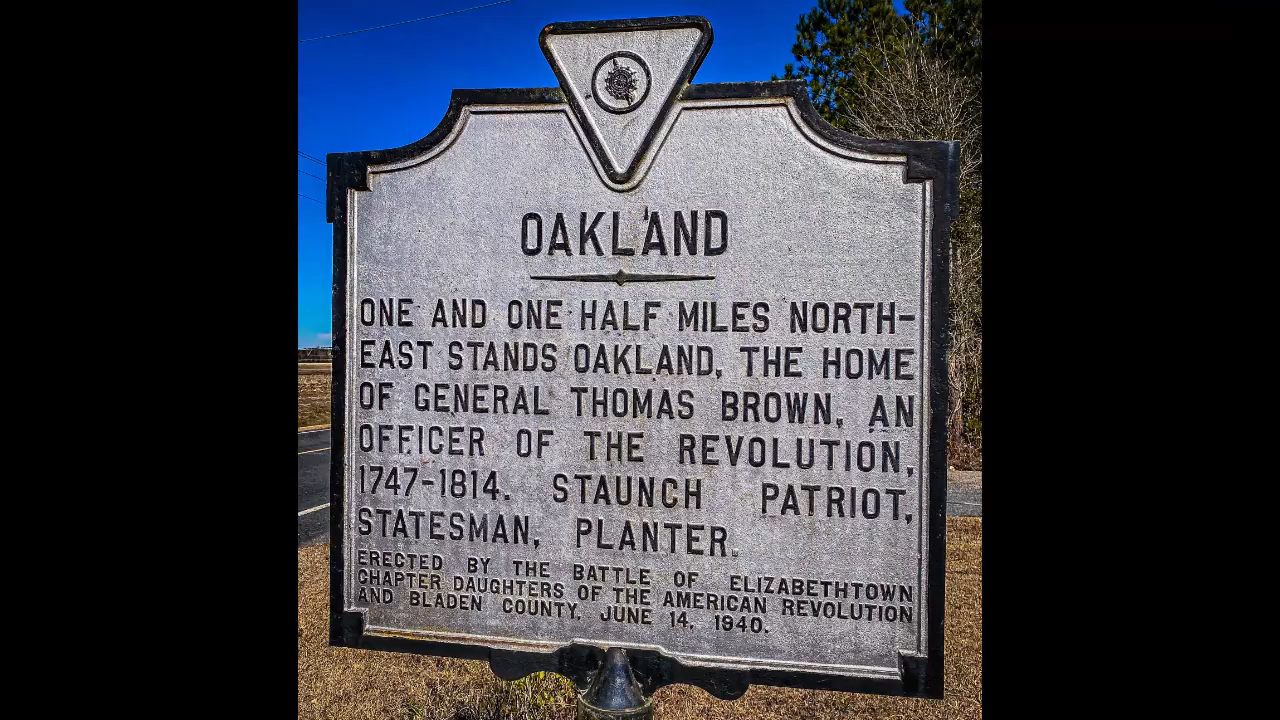 OAKLAND
ONE AND ONE HALF MILES NORTH-
EAST STANDS OAKLAND, THE HOME
OF GENERAL THOMAS BROWN, AN
OFFICER OF THE REVOLUTION,
1747-1814. STAUNCH PATRIOT,
STATESMAN, PLANTER.
ERECTED BY THE BATTLE OF ELIZABETHTOWN
CHAPTER DAUGHTERS OF THE AMERICAN REVOLUTION
AND BLADEN COUNTY, JUNE 14, 1940.